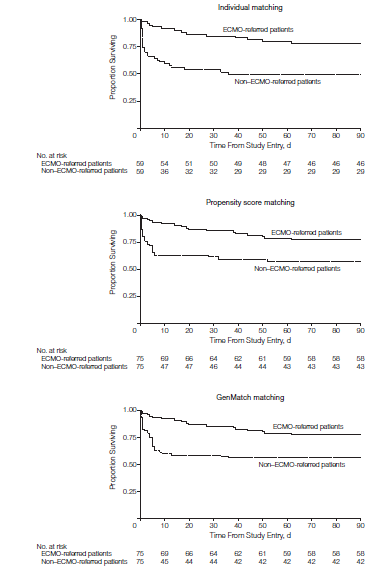 Individual matching
1.00
ECMO-referred patients
0.75
Proportion Surviving
0.50
Non–ECMO-referred patients
0.25
0 10 20 30 40 50 60 70 80 90
Time From Study Entry, d
No. at risk
ECMO-referred patients 59 54 51 50 49 48 47 46 46 46
Non–ECMO-referred patients 59 36 32 32 29 29 29 29 29 29
Propensity score matching
1.00
ECMO-referred patients
0.75
Proportion Surviving
0.50
Non–ECMO-referred patients
0.25
0 10 20 30 40 50 60 70 80 90
Time From Study Entry, d
No. at risk
ECMO-referred patients 75 69 66 64 62 61 59 58 58 58
Non–ECMO-referred patients 75 47 47 46 44 44 43 43 43 43
GenMatch matching
1.00
ECMO-referred patients
0.75
Proportion Surviving
0.50
Non–ECMO-referred patients
0.25
0 10 20 30 40 50 60 70 80 90
Time From Study Entry, d
No. at risk
ECMO-referred patients 75 69 66 64 62 61 59 58 58 58
Non–ECMO-referred patients 75 45 44 44 42 42 42 42 42 42